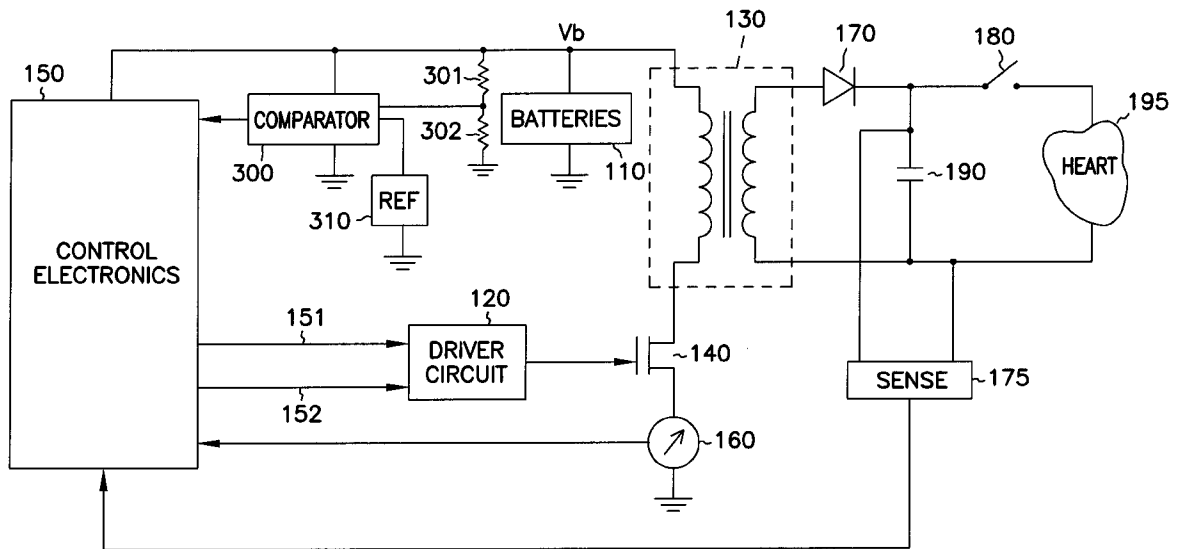 Vb
130
170
180
150
301
195
COMPARATOR
302
BATTERIES
300
110
HEART
190
REF
310
CONTROL
ELECTRONICS
120
151
DRIVER
CIRCUIT
140
152
SENSE
175
160